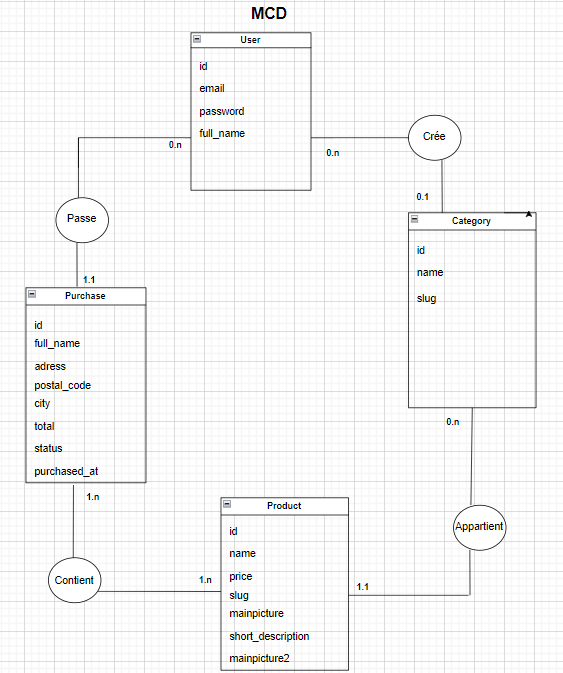 MCD
User
id
email
password
full_name
0.n
0.n
Crée
Passe
0.1
1.1
Category
id
name
slug
Purchase
id
full_name
adress
postal_code
city
total
status
purchased_at
0.n
1.n
Product
id
name
price
slug
mainpicture
short_description
mainpicture2
Appartient
Contient
1.n
1.1